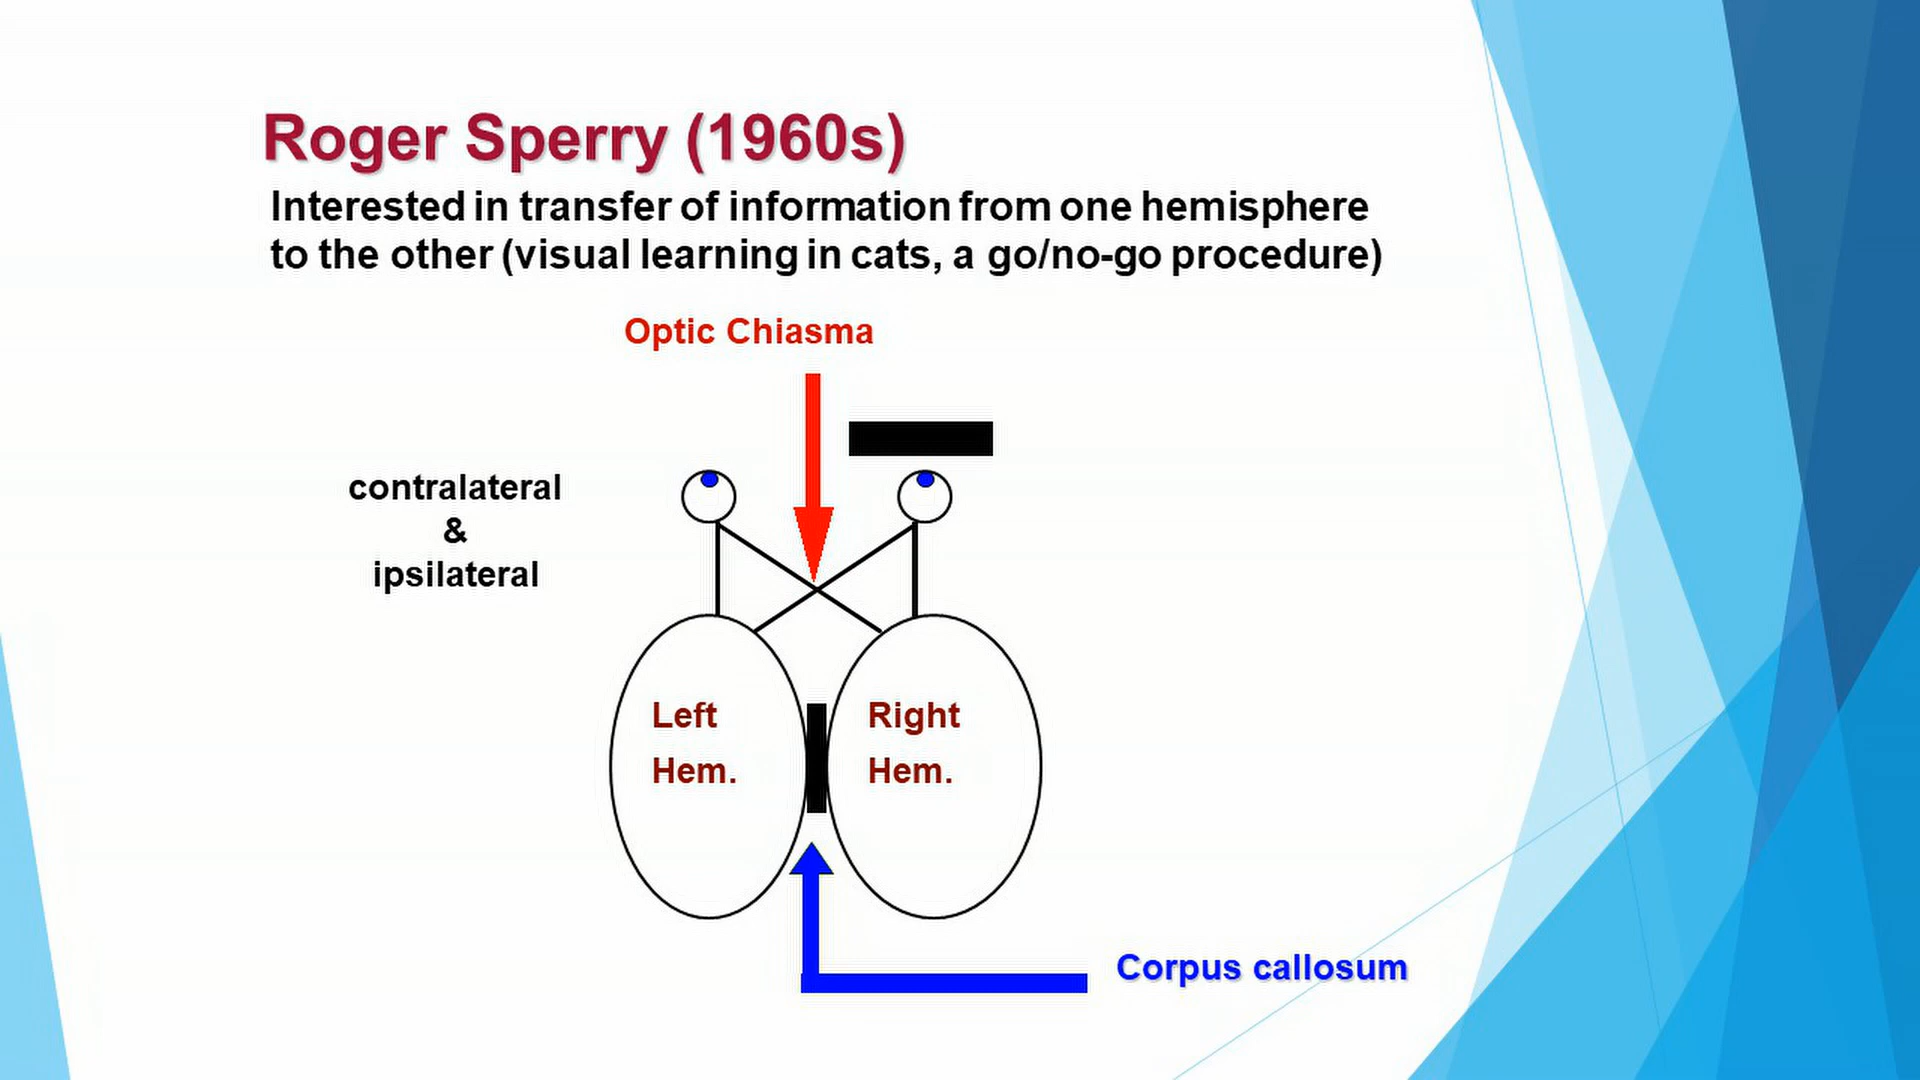 Roger Sperry (1960s)
Interested in transfer of information from one hemisphere
to the other (visual learning in cats, a go/no-go procedure)
Optic Chiasma
contralateral
&
ipsilateral
Left
Hem.
Right
Hem.
Corpus callosum